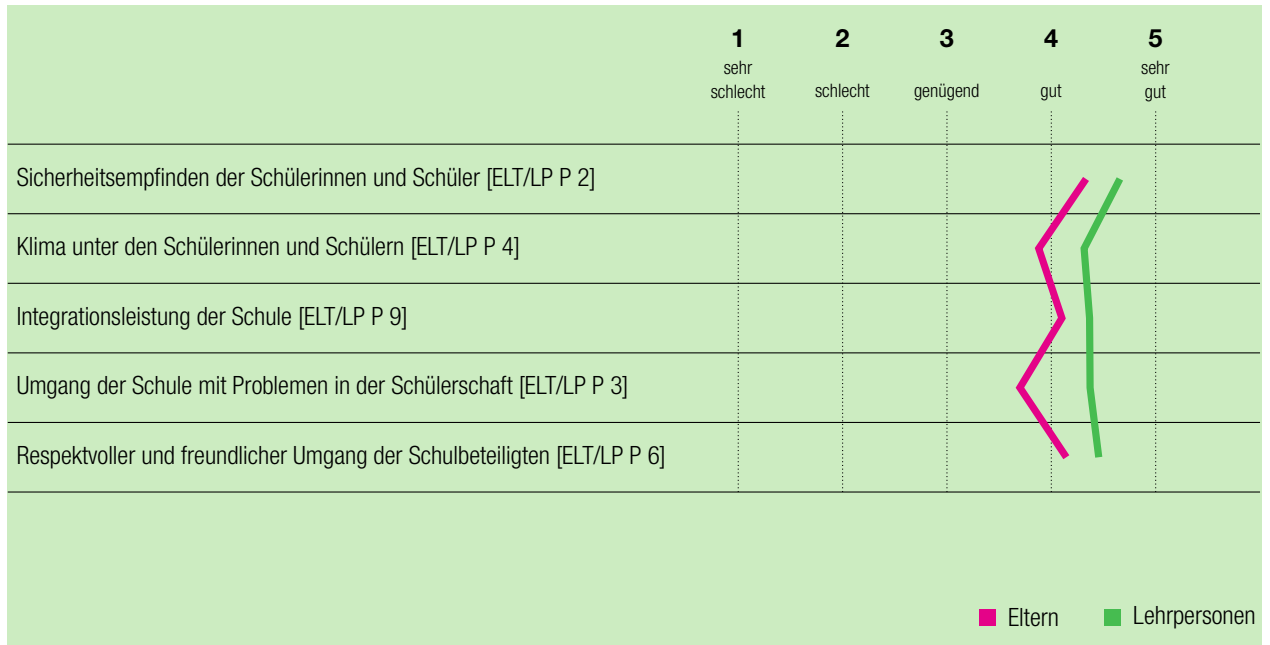 1 2 3 4 5
sehr schlecht schlecht genügend gut sehr gut
Sicherheitsempfinden der Schülerinnen und Schüler [ELT/LP P 2]
Klima unter den Schülerinnen und Schülern [ELT/LP P 4]
Integrationsleistung der Schule [ELT/LP P 9]
Umgang der Schule mit Problemen in der Schülerschaft [ELT/LP P 3]
Respektvoller und freundlicher Umgang der Schulbeteiligten [ELT/LP P 6]
Eltern Lehrpersonen